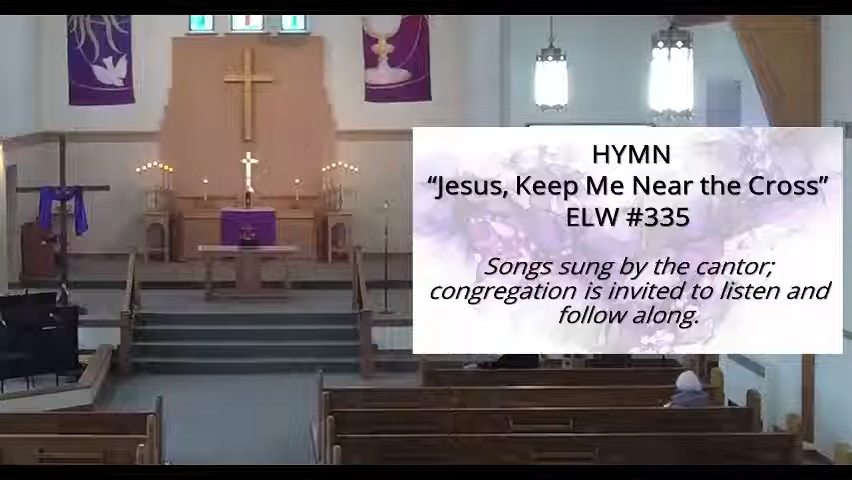 HYMN
“Jesus, Keep Me Near the Cross”
ELW #335
Songs sung by the cantor;
congregation is invited to listen and
follow along.